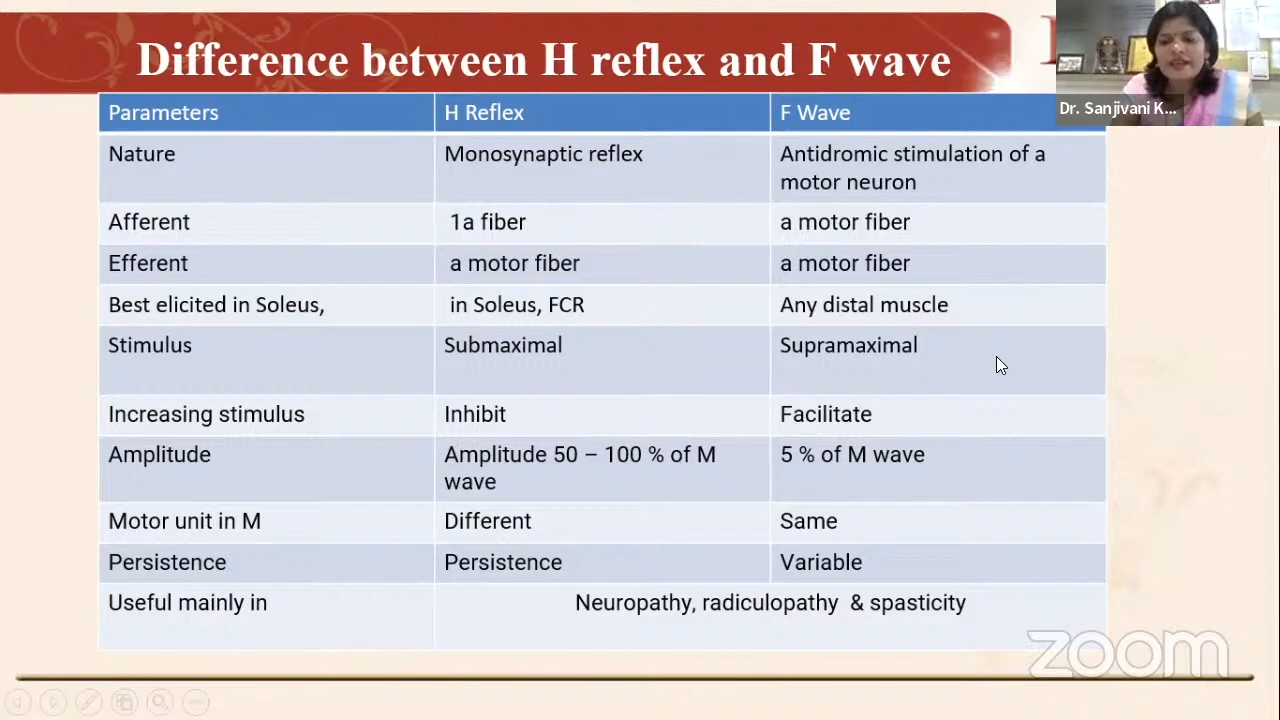 Difference between H reflex and F wave
Dr. Sanjivani K...
Parameters
H Reflex
F Wave
Nature
Monosynaptic reflex
Antidromic stimulation of a
motor neuron
Afferent
1a fiber
a motor fiber
Efferent
a motor fiber
a motor fiber
Best elicited in Soleus,
in Soleus, FCR
Any distal muscle
Stimulus
Submaximal
Supramaximal
Increasing stimulus
Inhibit
Facilitate
Amplitude
Amplitude 50 – 100 % of M
wave
5 % of M wave
Motor unit in M
Different
Same
Persistence
Persistence
Variable
Useful mainly in
Neuropathy, radiculopathy & spasticity
zoom